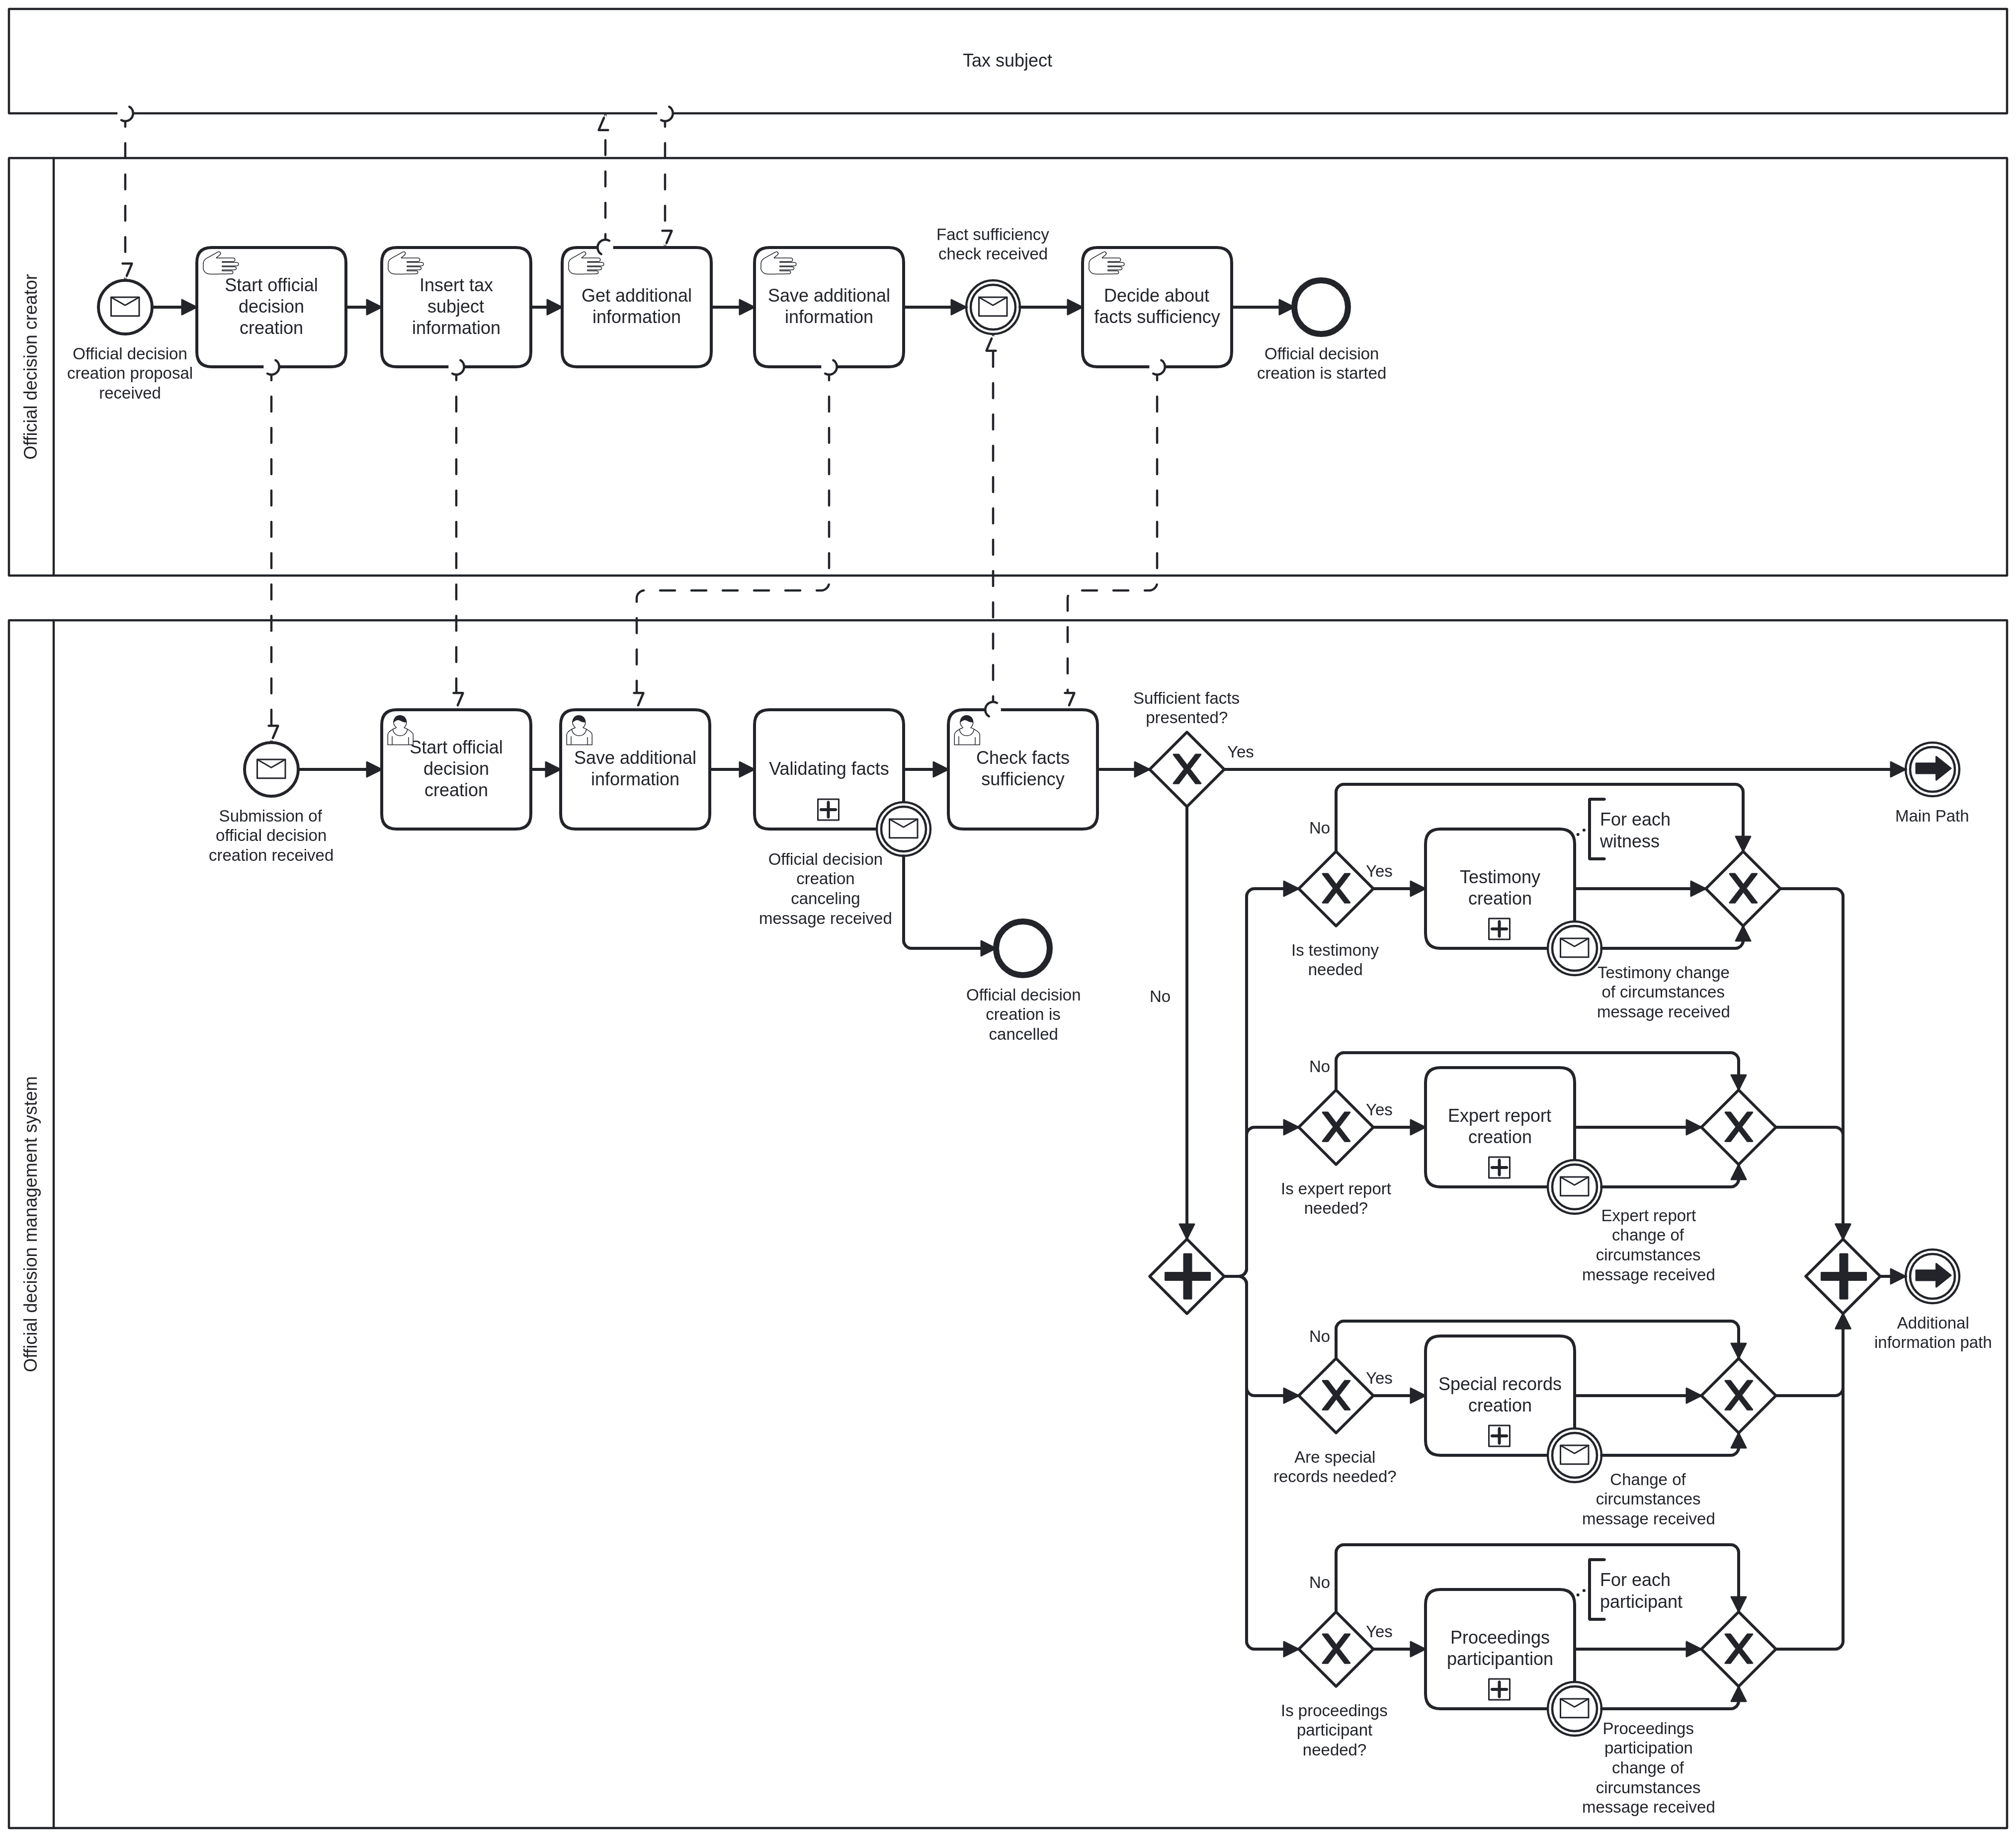 Tax subject
Official decision creator
Fact sufficiency
check received
Start official
decision
creation
Insert tax
subject
information
Get additional
information
Save additional
information
Decide about
facts sufficiency
Official decision
creation proposal
received
Official decision
creation is started
Official decision management system
Sufficient facts
presented?
Yes
Start official
decision
creation
Save additional
information
Validating facts
Check facts
sufficiency
Submission of
official decision
creation received
Main Path
Official decision
creation
canceling
message received
Official decision
creation is
cancelled
No
No
For each
witness
Yes
Testimony
creation
Is testimony
needed
Testimony change
of circumstances
message received
No
Yes
Expert report
creation
Is expert report
needed?
Expert report
change of
circumstances
message received
Additional
information path
No
Yes
Special records
creation
Are special
records needed?
Change of
circumstances
message received
No
For each
participant
Yes
Proceedings
participantion
Is proceedings
participant
needed?
Proceedings
participation
change of
circumstances
message received